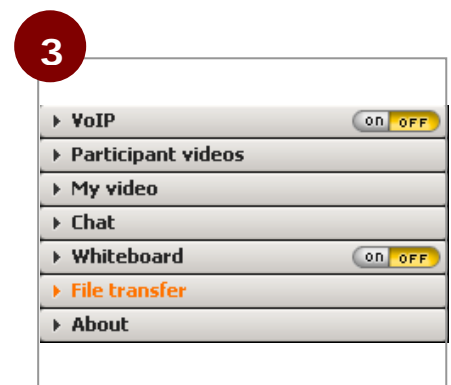 3
VoIP on OFF
Participant videos
My video
Chat
Whiteboard on OFF
File transfer
About